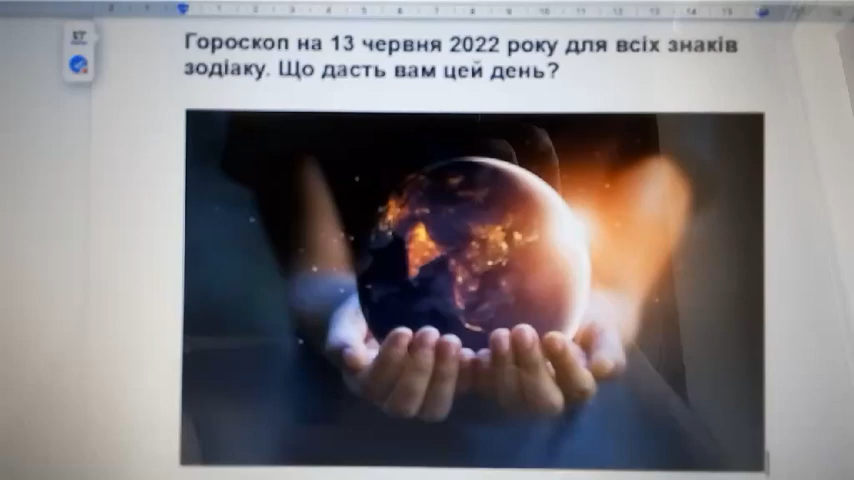 Гороскоп на 13 червня 2022 року для всіх знаків
зодіаку. Що дасть вам цей день?